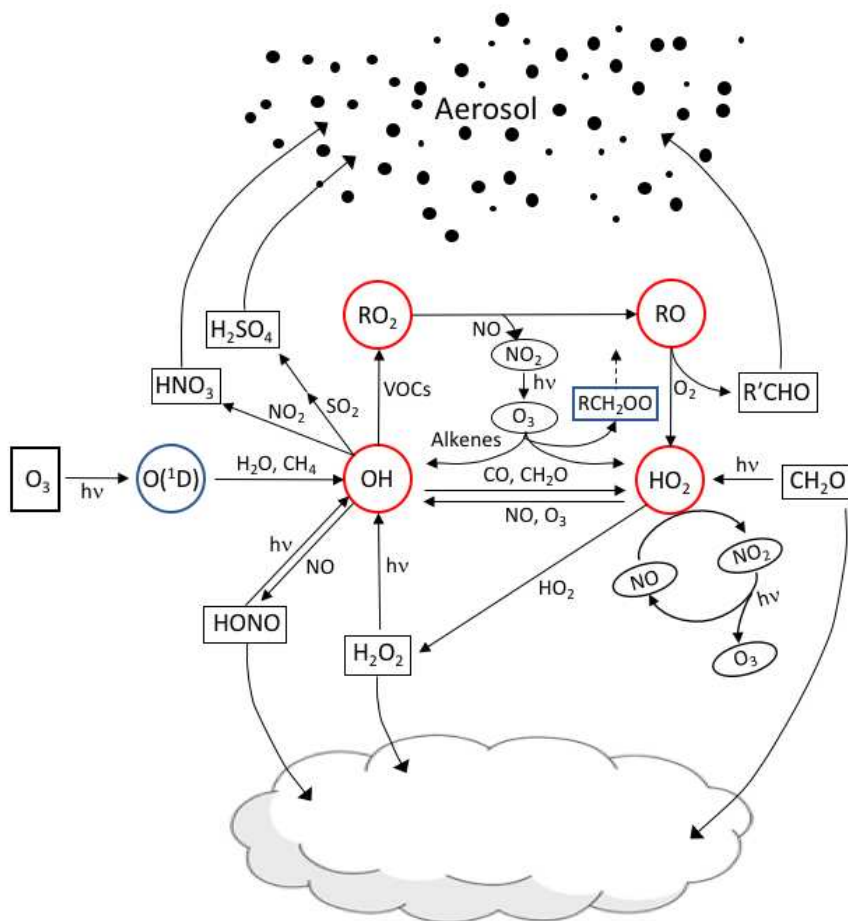 Aerosol
RO₂
RO
H₂SO₄
NO
NO₂
hν
HNO₃
VOCs
O₂
RCH₂OO
R'CHO
SO₂
NO₂
O₃
Alkenes
O₃
hν
O(¹D)
H₂O, CH₄
OH
CO, CH₂O
HO₂
hν
CH₂O
NO, O₃
hν
NO
hν
NO
NO₂
HO₂
hν
HONO
H₂O₂
O₃